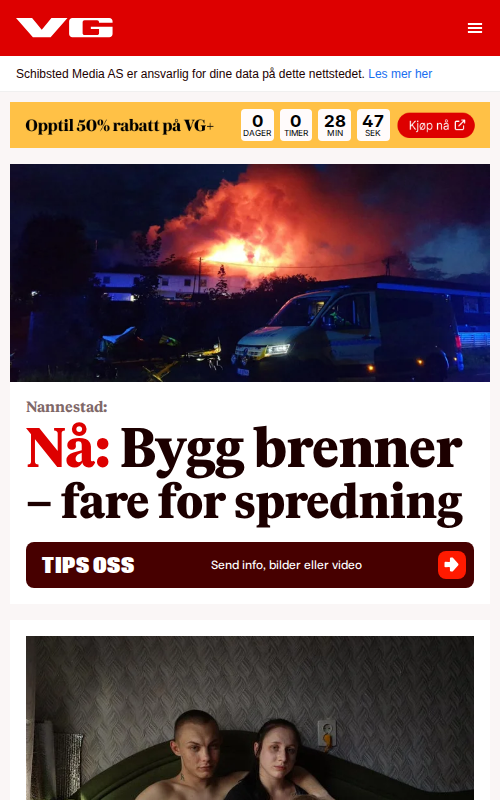 VG
Schibsted Media AS er ansvarlig for dine data på dette nettstedet. Les mer her
Opptil 50% rabatt på VG+
0 0 28 47
DAGER TIMER MIN SEK
Kjøp nå
Nannestad:
Nå: Bygg brenner
– fare for spredning
TIPS OSS
Send info, bilder eller video